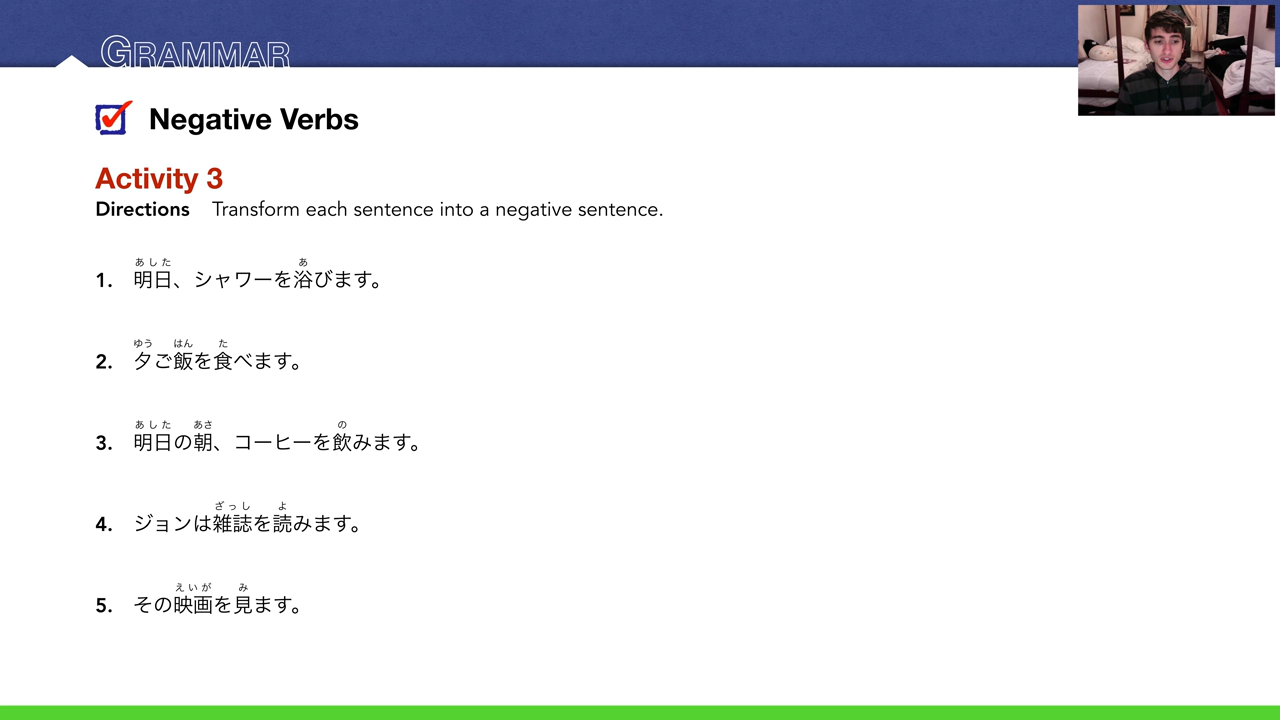 GRAMMAR
Negative Verbs
Activity 3
Directions Transform each sentence into a negative sentence.
あした あ
1. 明日、シャワーを浴びます。
ゆう はん た
2. 夕ご飯を食べます。
あした あさ の
3. 明日の朝、コーヒーを飲みます。
ざっし よ
4. ジョンは雑誌を読みます。
えいが み
5. その映画を見ます。